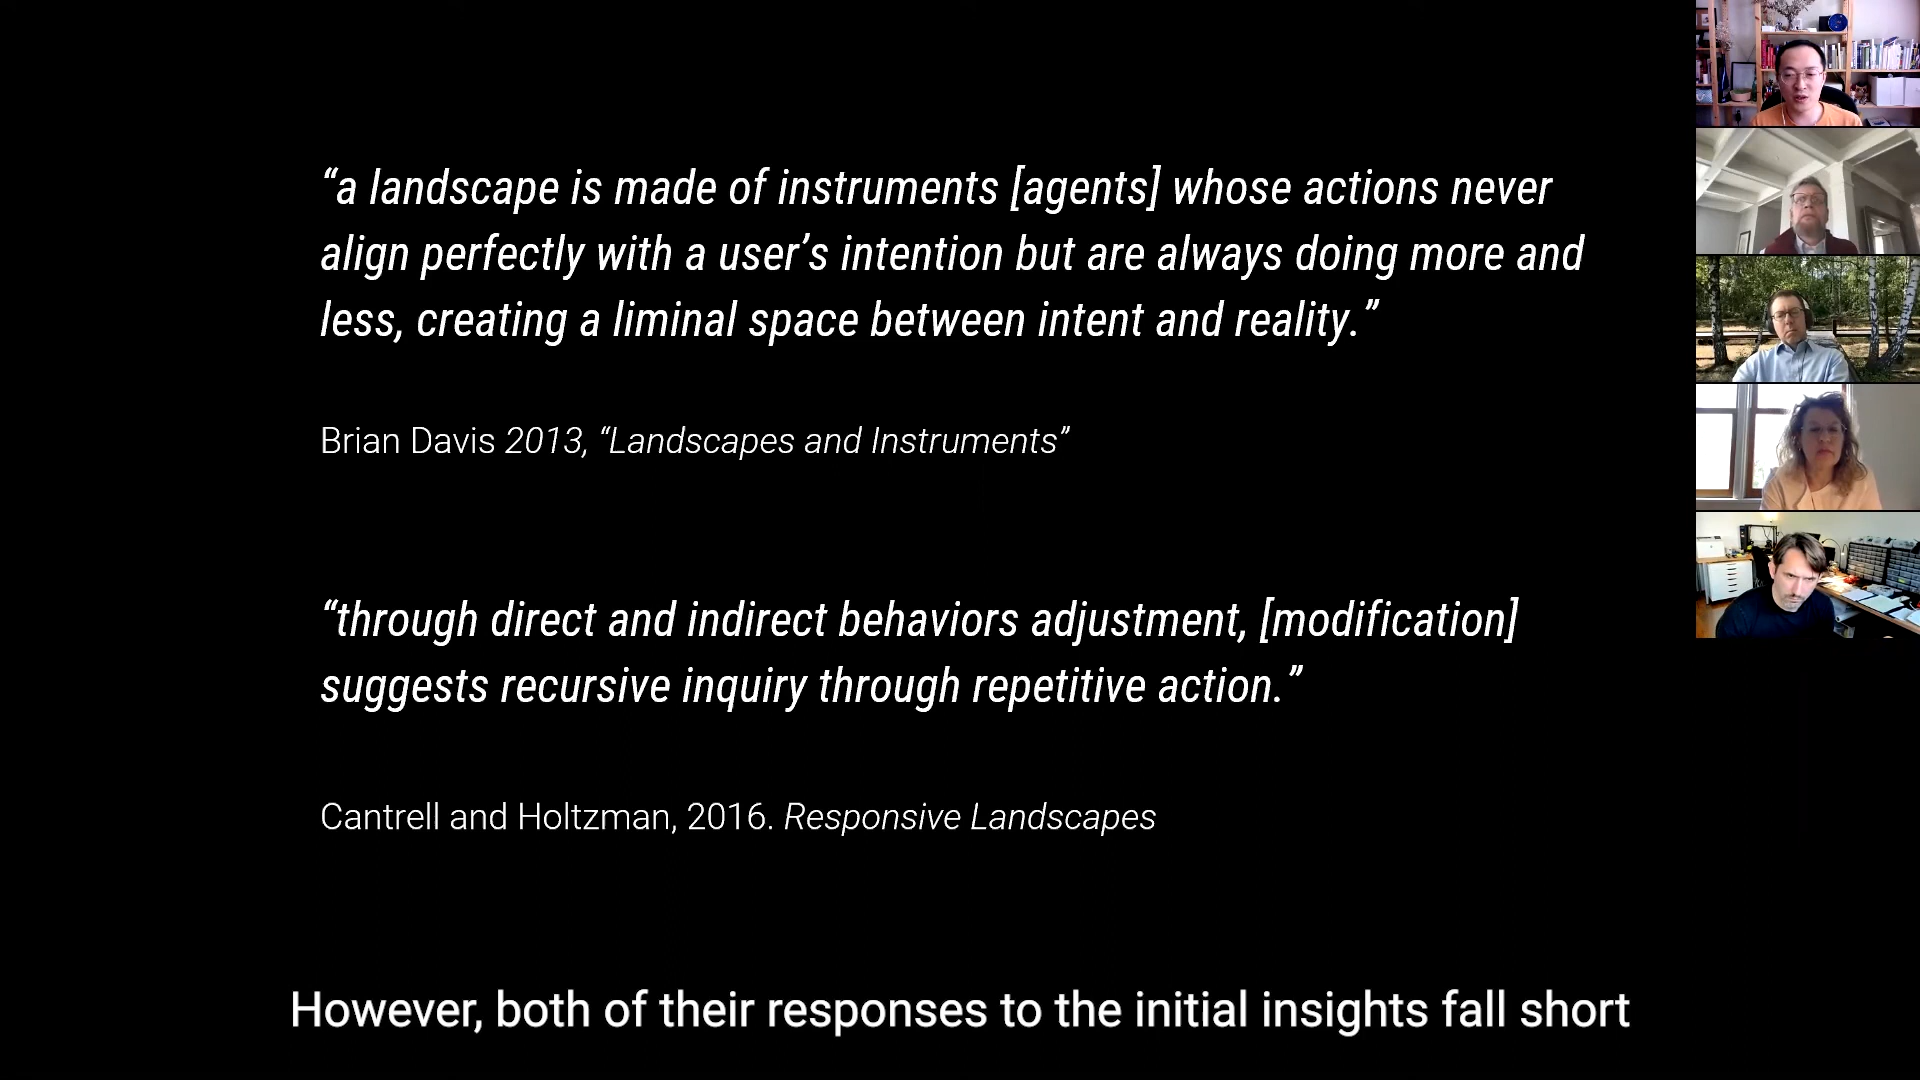 “a landscape is made of instruments [agents] whose actions never
align perfectly with a user’s intention but are always doing more and
less, creating a liminal space between intent and reality.”
Brian Davis 2013, “Landscapes and Instruments”
“through direct and indirect behaviors adjustment, [modification]
suggests recursive inquiry through repetitive action.”
Cantrell and Holtzman, 2016. Responsive Landscapes
However, both of their responses to the initial insights fall short